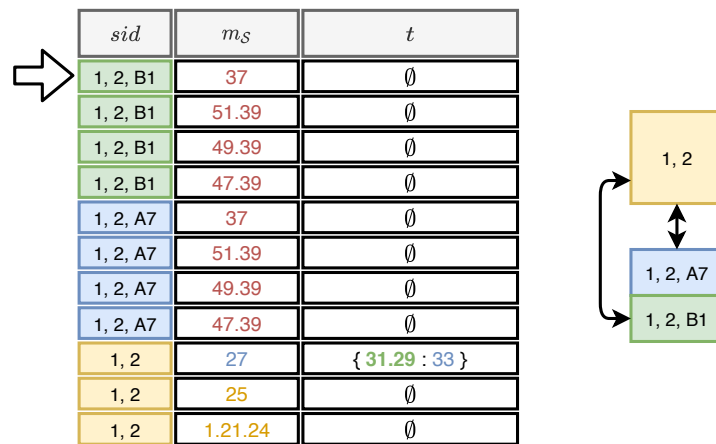 sid m_S t
1, 2, B1 37 ∅
1, 2, B1 51.39 ∅
1, 2, B1 49.39 ∅
1, 2, B1 47.39 ∅
1, 2, A7 37 ∅
1, 2, A7 51.39 ∅
1, 2, A7 49.39 ∅
1, 2, A7 47.39 ∅
1, 2 27 { 31.29 : 33 }
1, 2 25 ∅
1, 2 1.21.24 ∅
1, 2
1, 2, A7
1, 2, B1